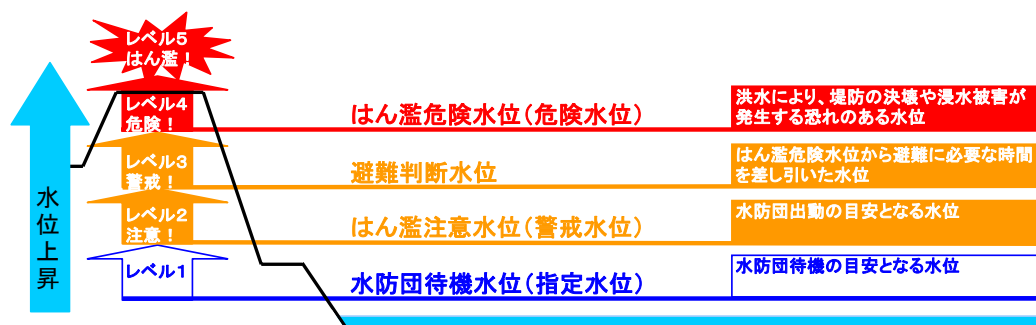 レベル5
はん濫！
レベル4
危険！
はん濫危険水位(危険水位)
洪水により、堤防の決壊や浸水被害が
発生する恐れのある水位
レベル3
警戒！
避難判断水位
はん濫危険水位から避難に必要な時間
を差し引いた水位
レベル2
注意！
はん濫注意水位(警戒水位)
水防団出動の目安となる水位
レベル1
水防団待機水位(指定水位)
水防団待機の目安となる水位
水位上昇